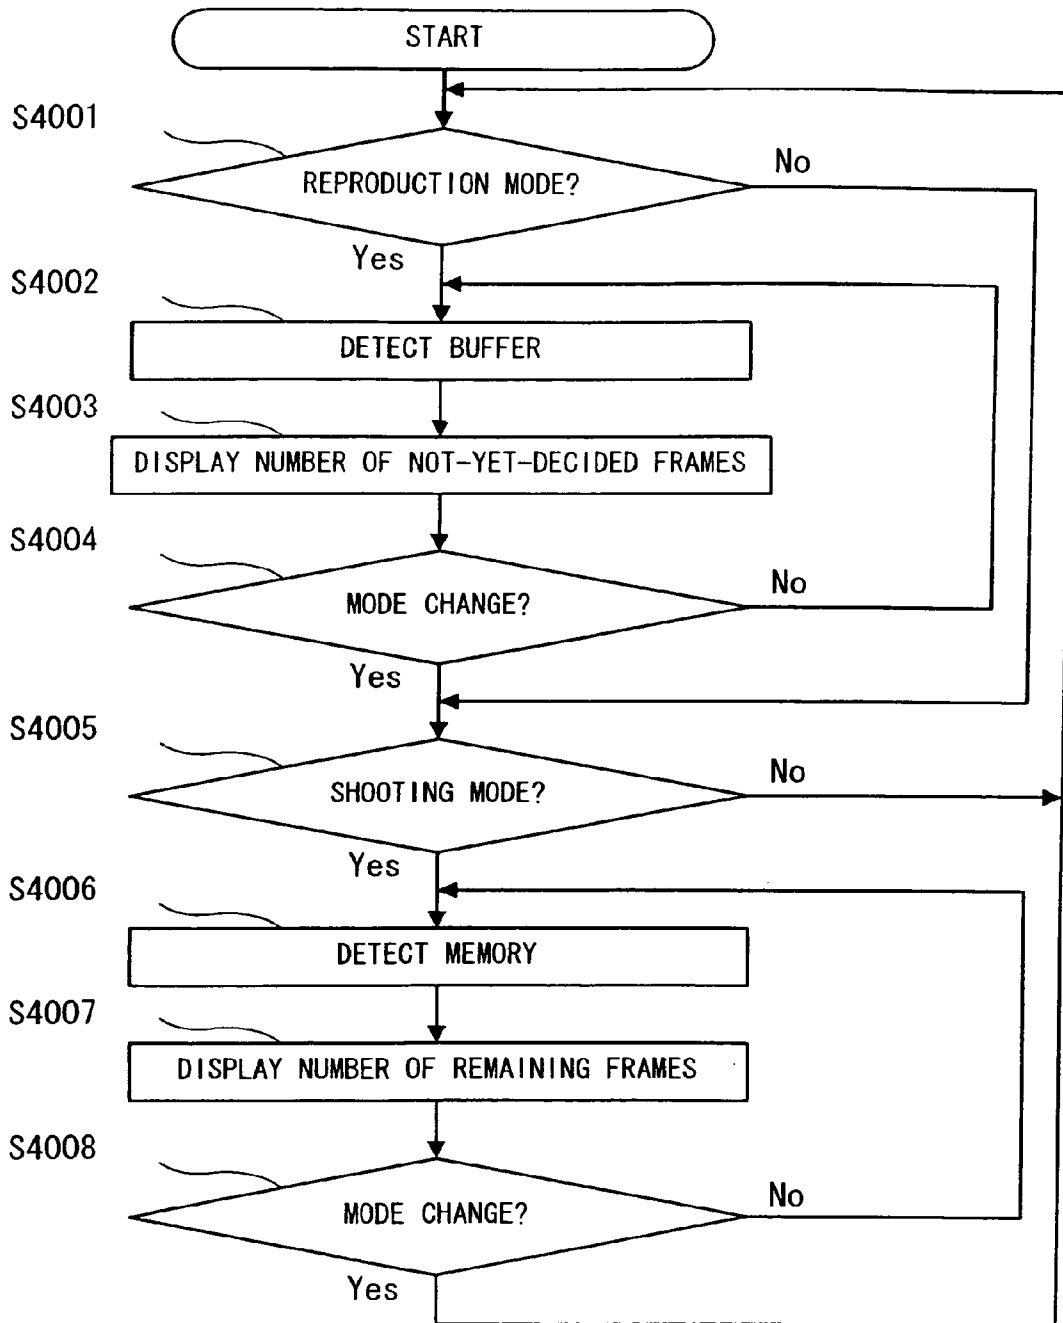 START
S4001
REPRODUCTION MODE?
No
Yes
S4002
DETECT BUFFER
S4003
DISPLAY NUMBER OF NOT-YET-DECIDED FRAMES
S4004
MODE CHANGE?
No
Yes
S4005
SHOOTING MODE?
No
Yes
S4006
DETECT MEMORY
S4007
DISPLAY NUMBER OF REMAINING FRAMES
S4008
MODE CHANGE?
No
Yes